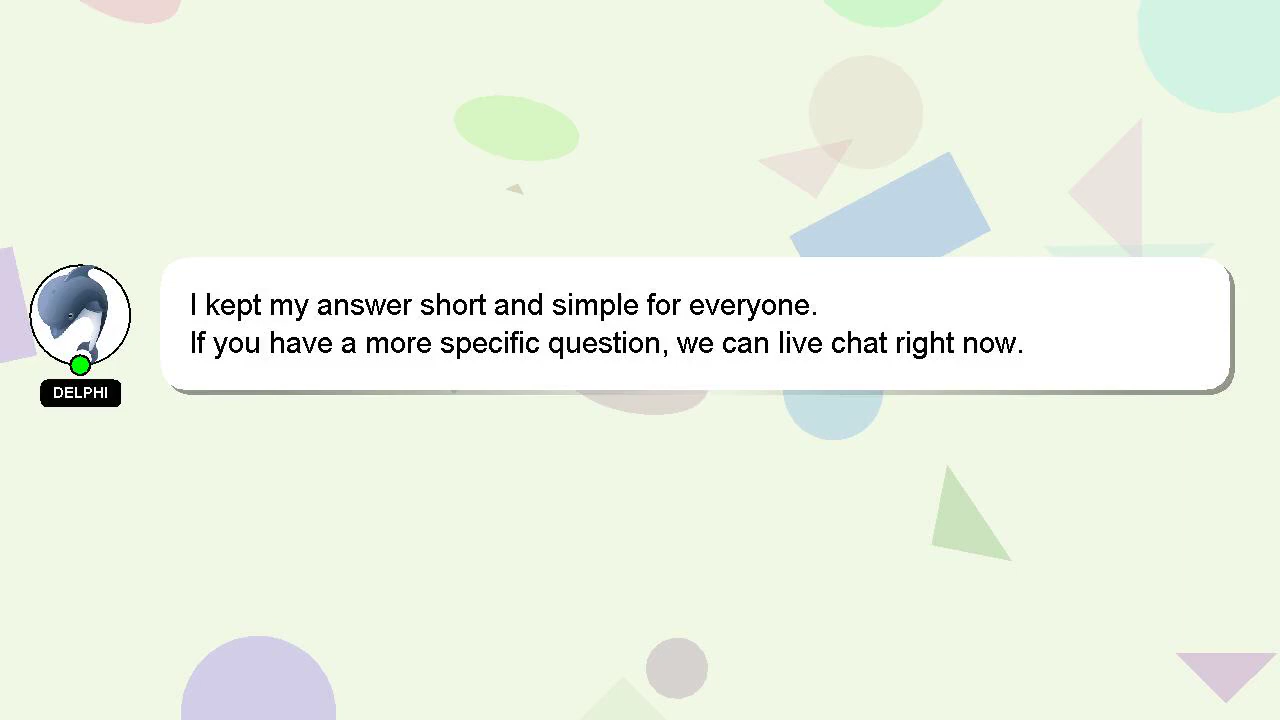 I kept my answer short and simple for everyone.
If you have a more specific question, we can live chat right now.
DELPHI